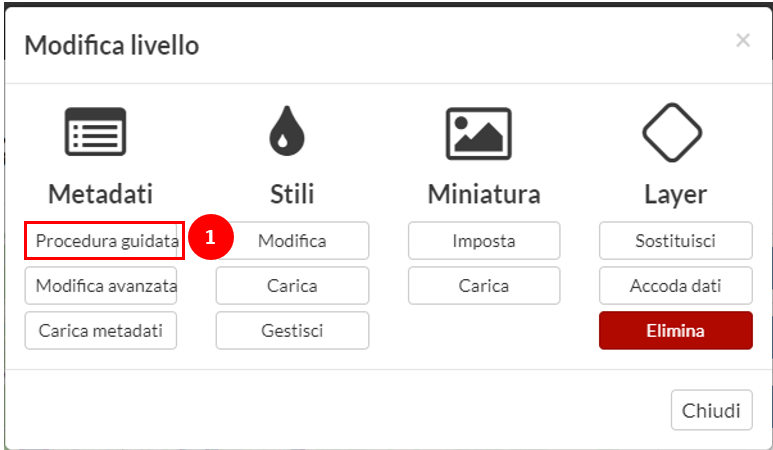 Modifica livello
×
Metadati
Procedura guidata
Modifica avanzata
Carica metadati
1
Stili
Modifica
Carica
Gestisci
Miniatura
Imposta
Carica
Layer
Sostituisci
Accoda dati
Elimina
Chiudi